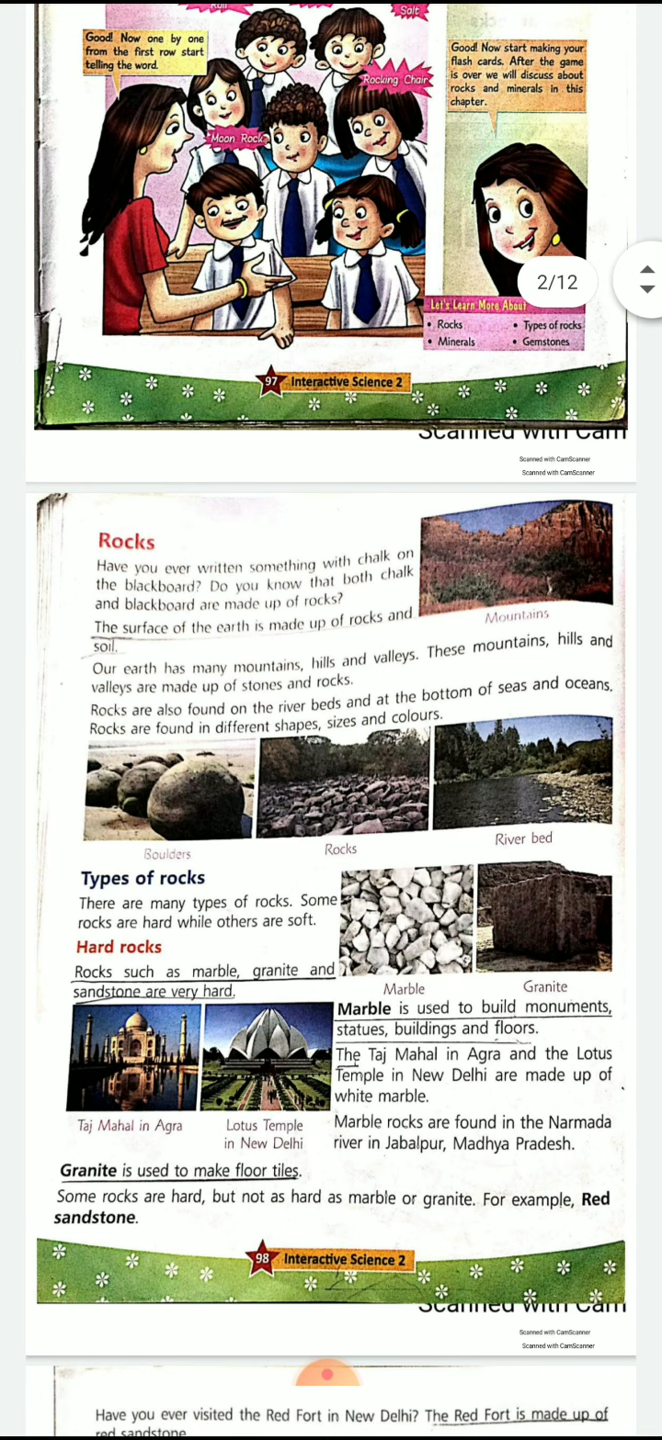 Salt
Good! Now one by one
from the first row start
telling the word.
Good! Now start making your
flash cards. After the game
is over we will discuss about
rocks and minerals in this
chapter.
Rocking Chair
Moon Rock
2/12
Let's Learn More About
• Rocks
• Types of rocks
• Minerals
• Gemstones
97 Interactive Science 2
Scanned with Cam
Scanned with CamScanner
Scanned with CamScanner
Rocks
Have you ever written something with chalk on
the blackboard? Do you know that both chalk
and blackboard are made up of rocks?
The surface of the earth is made up of rocks and
soil.
Mountains
Our earth has many mountains, hills and valleys. These mountains, hills and
valleys are made up of stones and rocks.
Rocks are also found on the river beds and at the bottom of seas and oceans.
Rocks are found in different shapes, sizes and colours.
Boulders
Rocks
River bed
Types of rocks
There are many types of rocks. Some
rocks are hard while others are soft.
Hard rocks
Rocks such as marble, granite and
sandstone are very hard.
Marble
Granite
Marble is used to build monuments,
statues, buildings and floors.
The Taj Mahal in Agra and the Lotus
Temple in New Delhi are made up of
white marble.
Taj Mahal in Agra
Lotus Temple
in New Delhi
Marble rocks are found in the Narmada
river in Jabalpur, Madhya Pradesh.
Granite is used to make floor tiles.
Some rocks are hard, but not as hard as marble or granite. For example, Red
sandstone.
98 Interactive Science 2
Scanned with Cam
Scanned with CamScanner
Scanned with CamScanner
Have you ever visited the Red Fort in New Delhi? The Red Fort is made up of
red sandstone